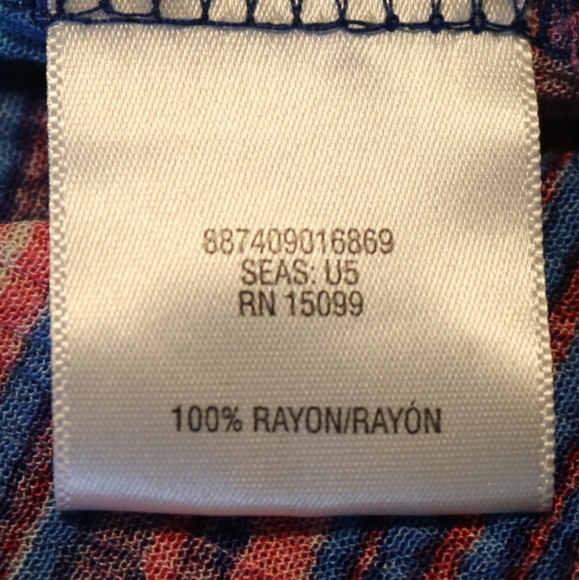 887409016869
SEAS: U5
RN 15099
100% RAYON/RAYÓN